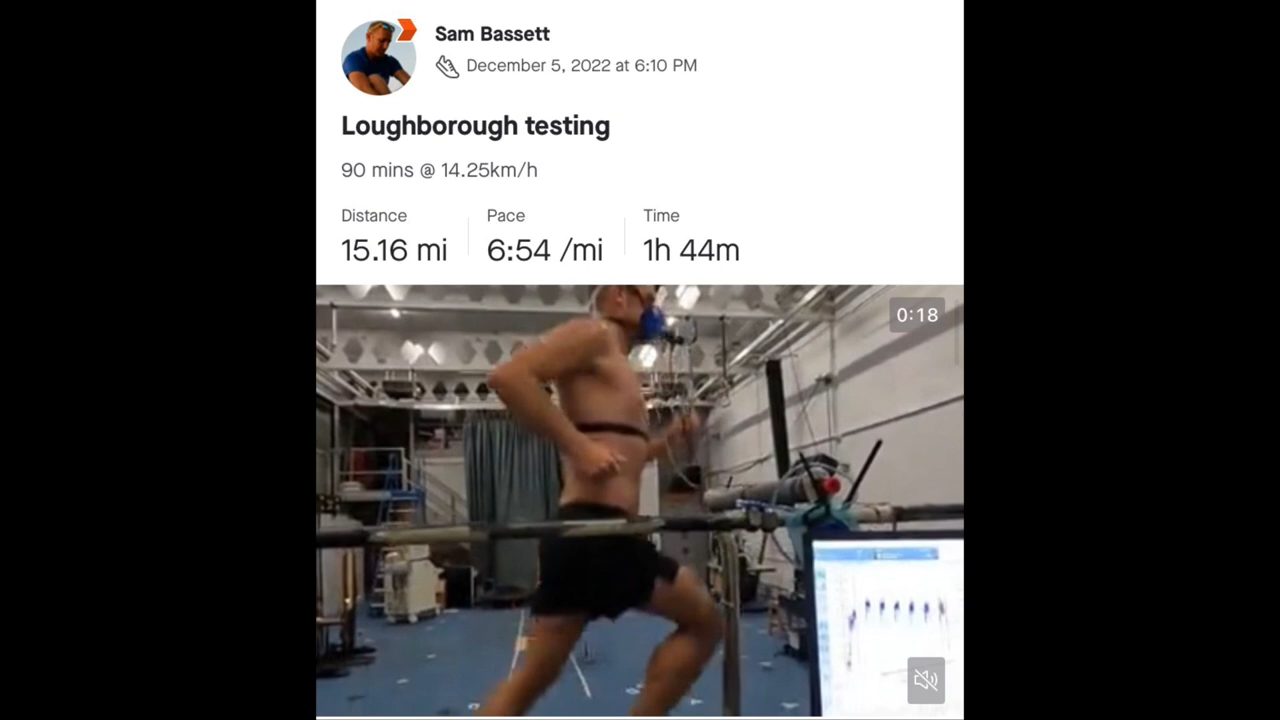 Sam Bassett
December 5, 2022 at 6:10 PM
Loughborough testing
90 mins @ 14.25km/h
Distance
Pace
Time
15.16 mi
6:54 /mi
1h 44m
0:18